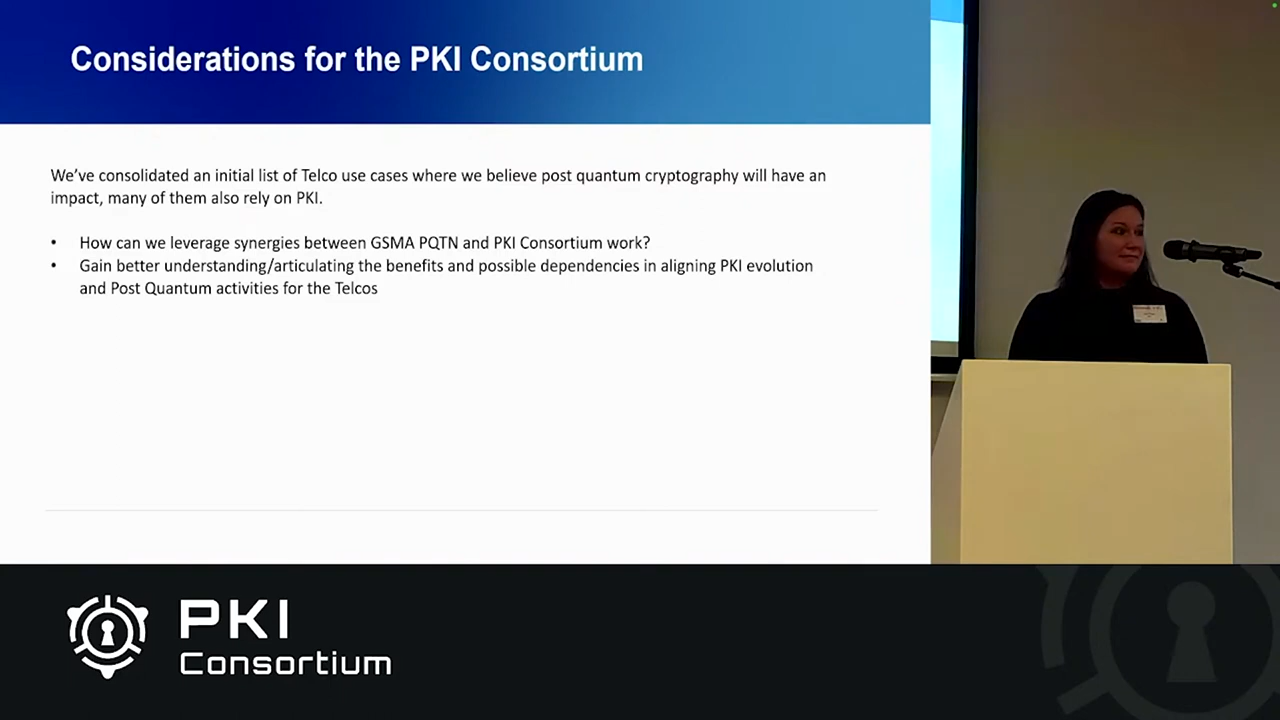 Considerations for the PKI Consortium
We've consolidated an initial list of Telco use cases where we believe post quantum cryptography will have an
impact, many of them also rely on PKI.
• How can we leverage synergies between GSMA PQTN and PKI Consortium work?
• Gain better understanding/articulating the benefits and possible dependencies in aligning PKI evolution
and Post Quantum activities for the Telcos
PKI
Consortium